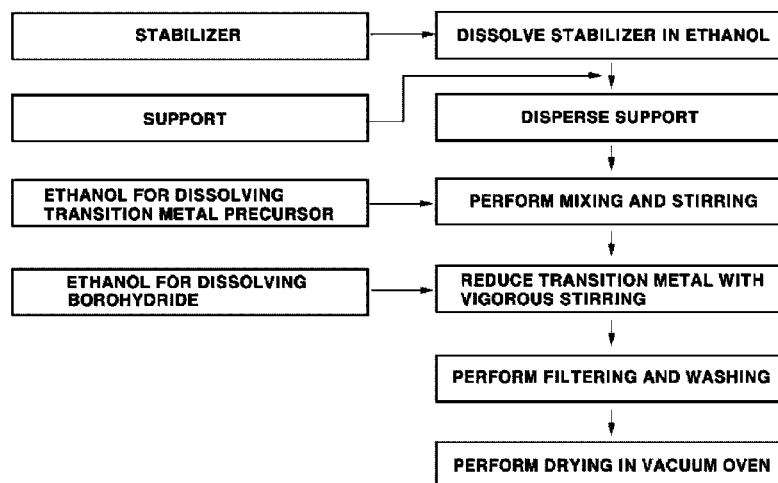 STABILIZER
DISSOLVE STABILIZER IN ETHANOL
SUPPORT
DISPERSE SUPPORT
ETHANOL FOR DISSOLVING
TRANSITION METAL PRECURSOR
PERFORM MIXING AND STIRRING
ETHANOL FOR DISSOLVING
BOROHYDRIDE
REDUCE TRANSITION METAL WITH
VIGOROUS STIRRING
PERFORM FILTERING AND WASHING
PERFORM DRYING IN VACUUM OVEN